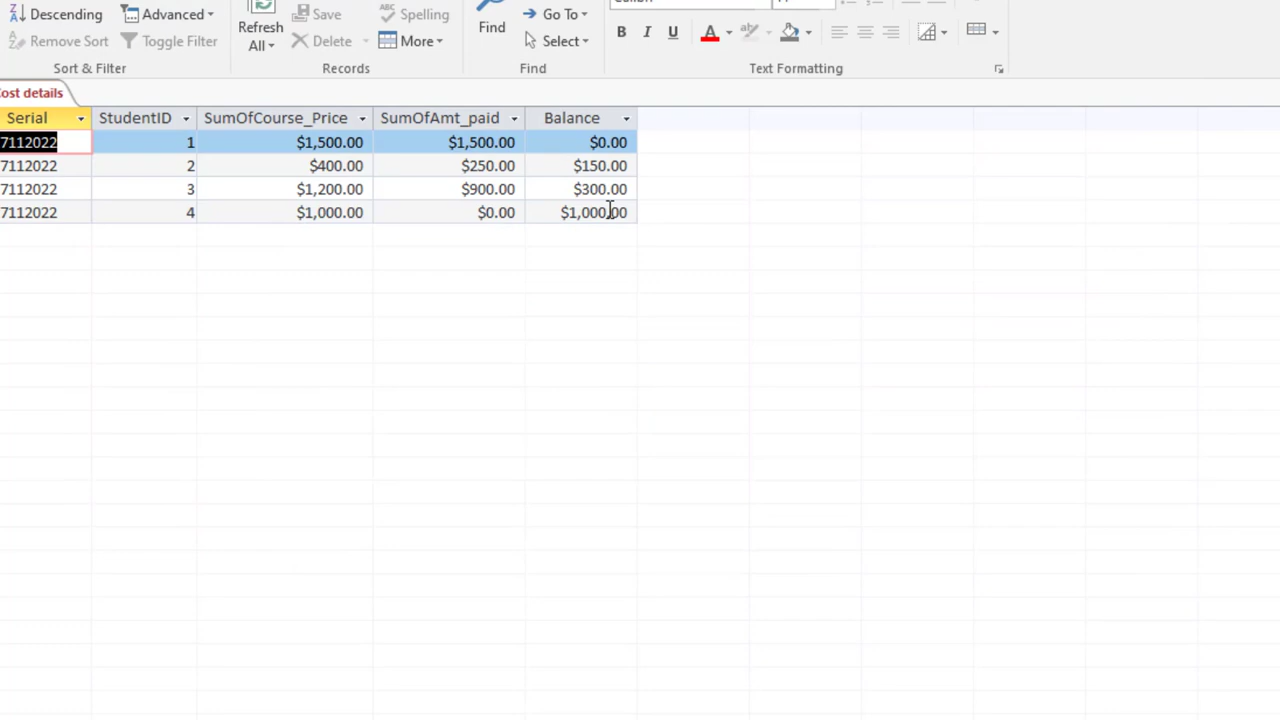 Descending Advanced Save Spelling Go To
Refresh All Find
Remove Sort Toggle Filter Delete More Select B I U A
Sort & Filter Records Find Text Formatting
ost details
Serial StudentID SumOfCourse_Price SumOfAmt_paid Balance
7112022 1 $1,500.00 $1,500.00 $0.00
7112022 2 $400.00 $250.00 $150.00
7112022 3 $1,200.00 $900.00 $300.00
7112022 4 $1,000.00 $0.00 $1,000.00